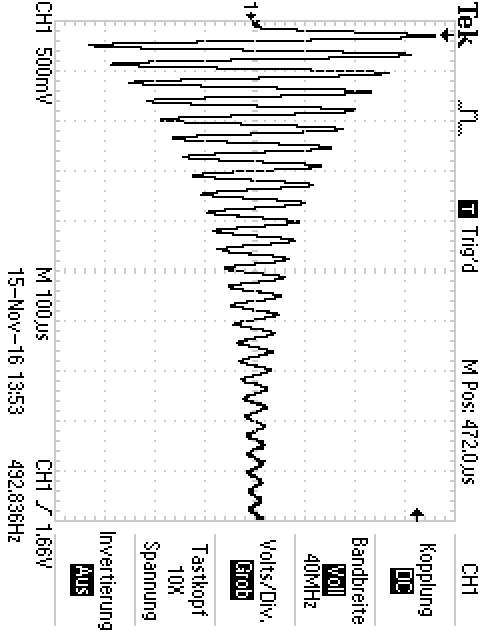 Tek T Trig'd M Pos: 472.0µs CH1
Kopplung
DC
Bandbreite
Voll
40MHz
Volts/Div.
Grob
Tastkopf
10X
Spannung
Invertierung
Aus
1
CH1 500mV M 100µs CH1 / 1.66V
15-Nov-16 13:53 492.836Hz